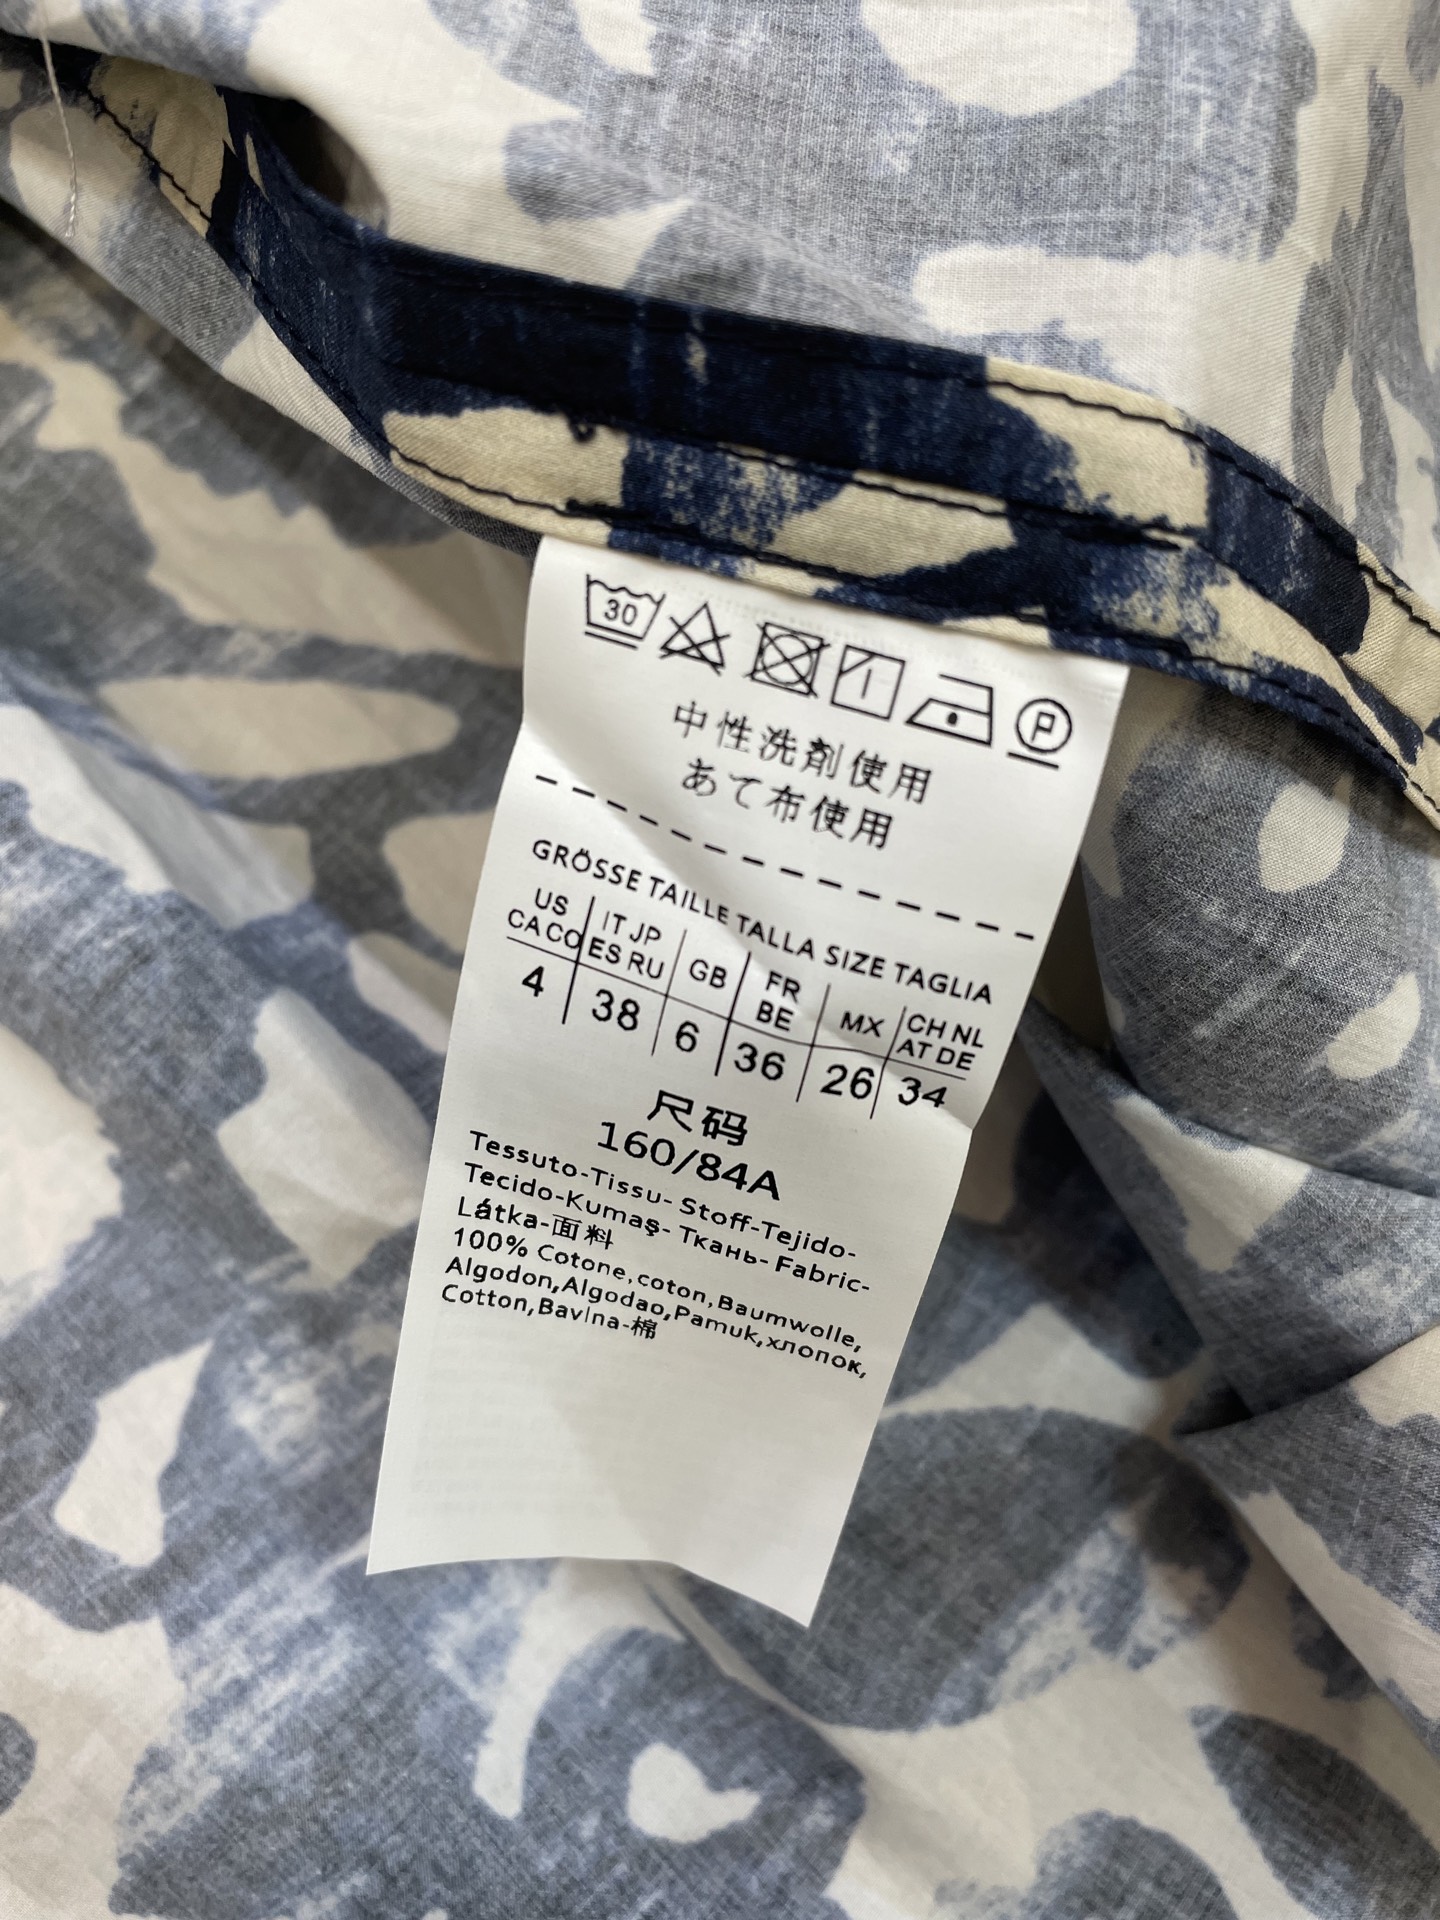 30 P
中性洗剤使用
あて布使用
GRÖSSE TAILLE TALLA SIZE TAGLIA
US CA CO IT JP ES RU GB FR BE MX CH NL AT DE
4 38 6 36 26 34
尺码
160/84A
Tessuto-Tissu- Stoff-Tejido-
Tecido-Kumaş- Ткань- Fabric-
Látka-面料
100% Cotone,coton,Baumwolle,
Algodon,Algodao,Pamuk,хлопок,
Cotton,Bavlna-棉